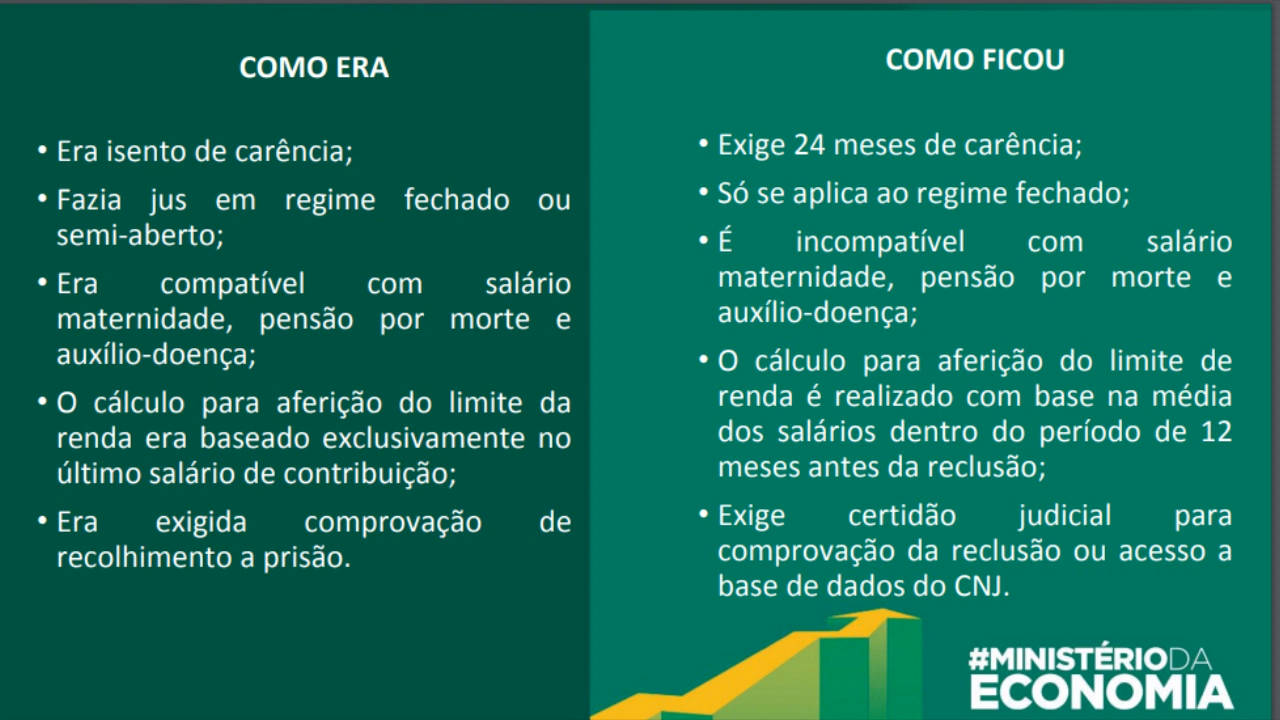 COMO ERA
• Era isento de carência;
• Fazia jus em regime fechado ou
semi-aberto;
• Era compatível com salário
maternidade, pensão por morte e
auxílio-doença;
• O cálculo para aferição do limite da
renda era baseado exclusivamente no
último salário de contribuição;
• Era exigida comprovação de
recolhimento a prisão.
COMO FICOU
• Exige 24 meses de carência;
• Só se aplica ao regime fechado;
• É incompatível com salário
maternidade, pensão por morte e
auxílio-doença;
• O cálculo para aferição do limite de
renda é realizado com base na média
dos salários dentro do período de 12
meses antes da reclusão;
• Exige certidão judicial para
comprovação da reclusão ou acesso a
base de dados do CNJ.
#MINISTÉRIODA
ECONOMIA